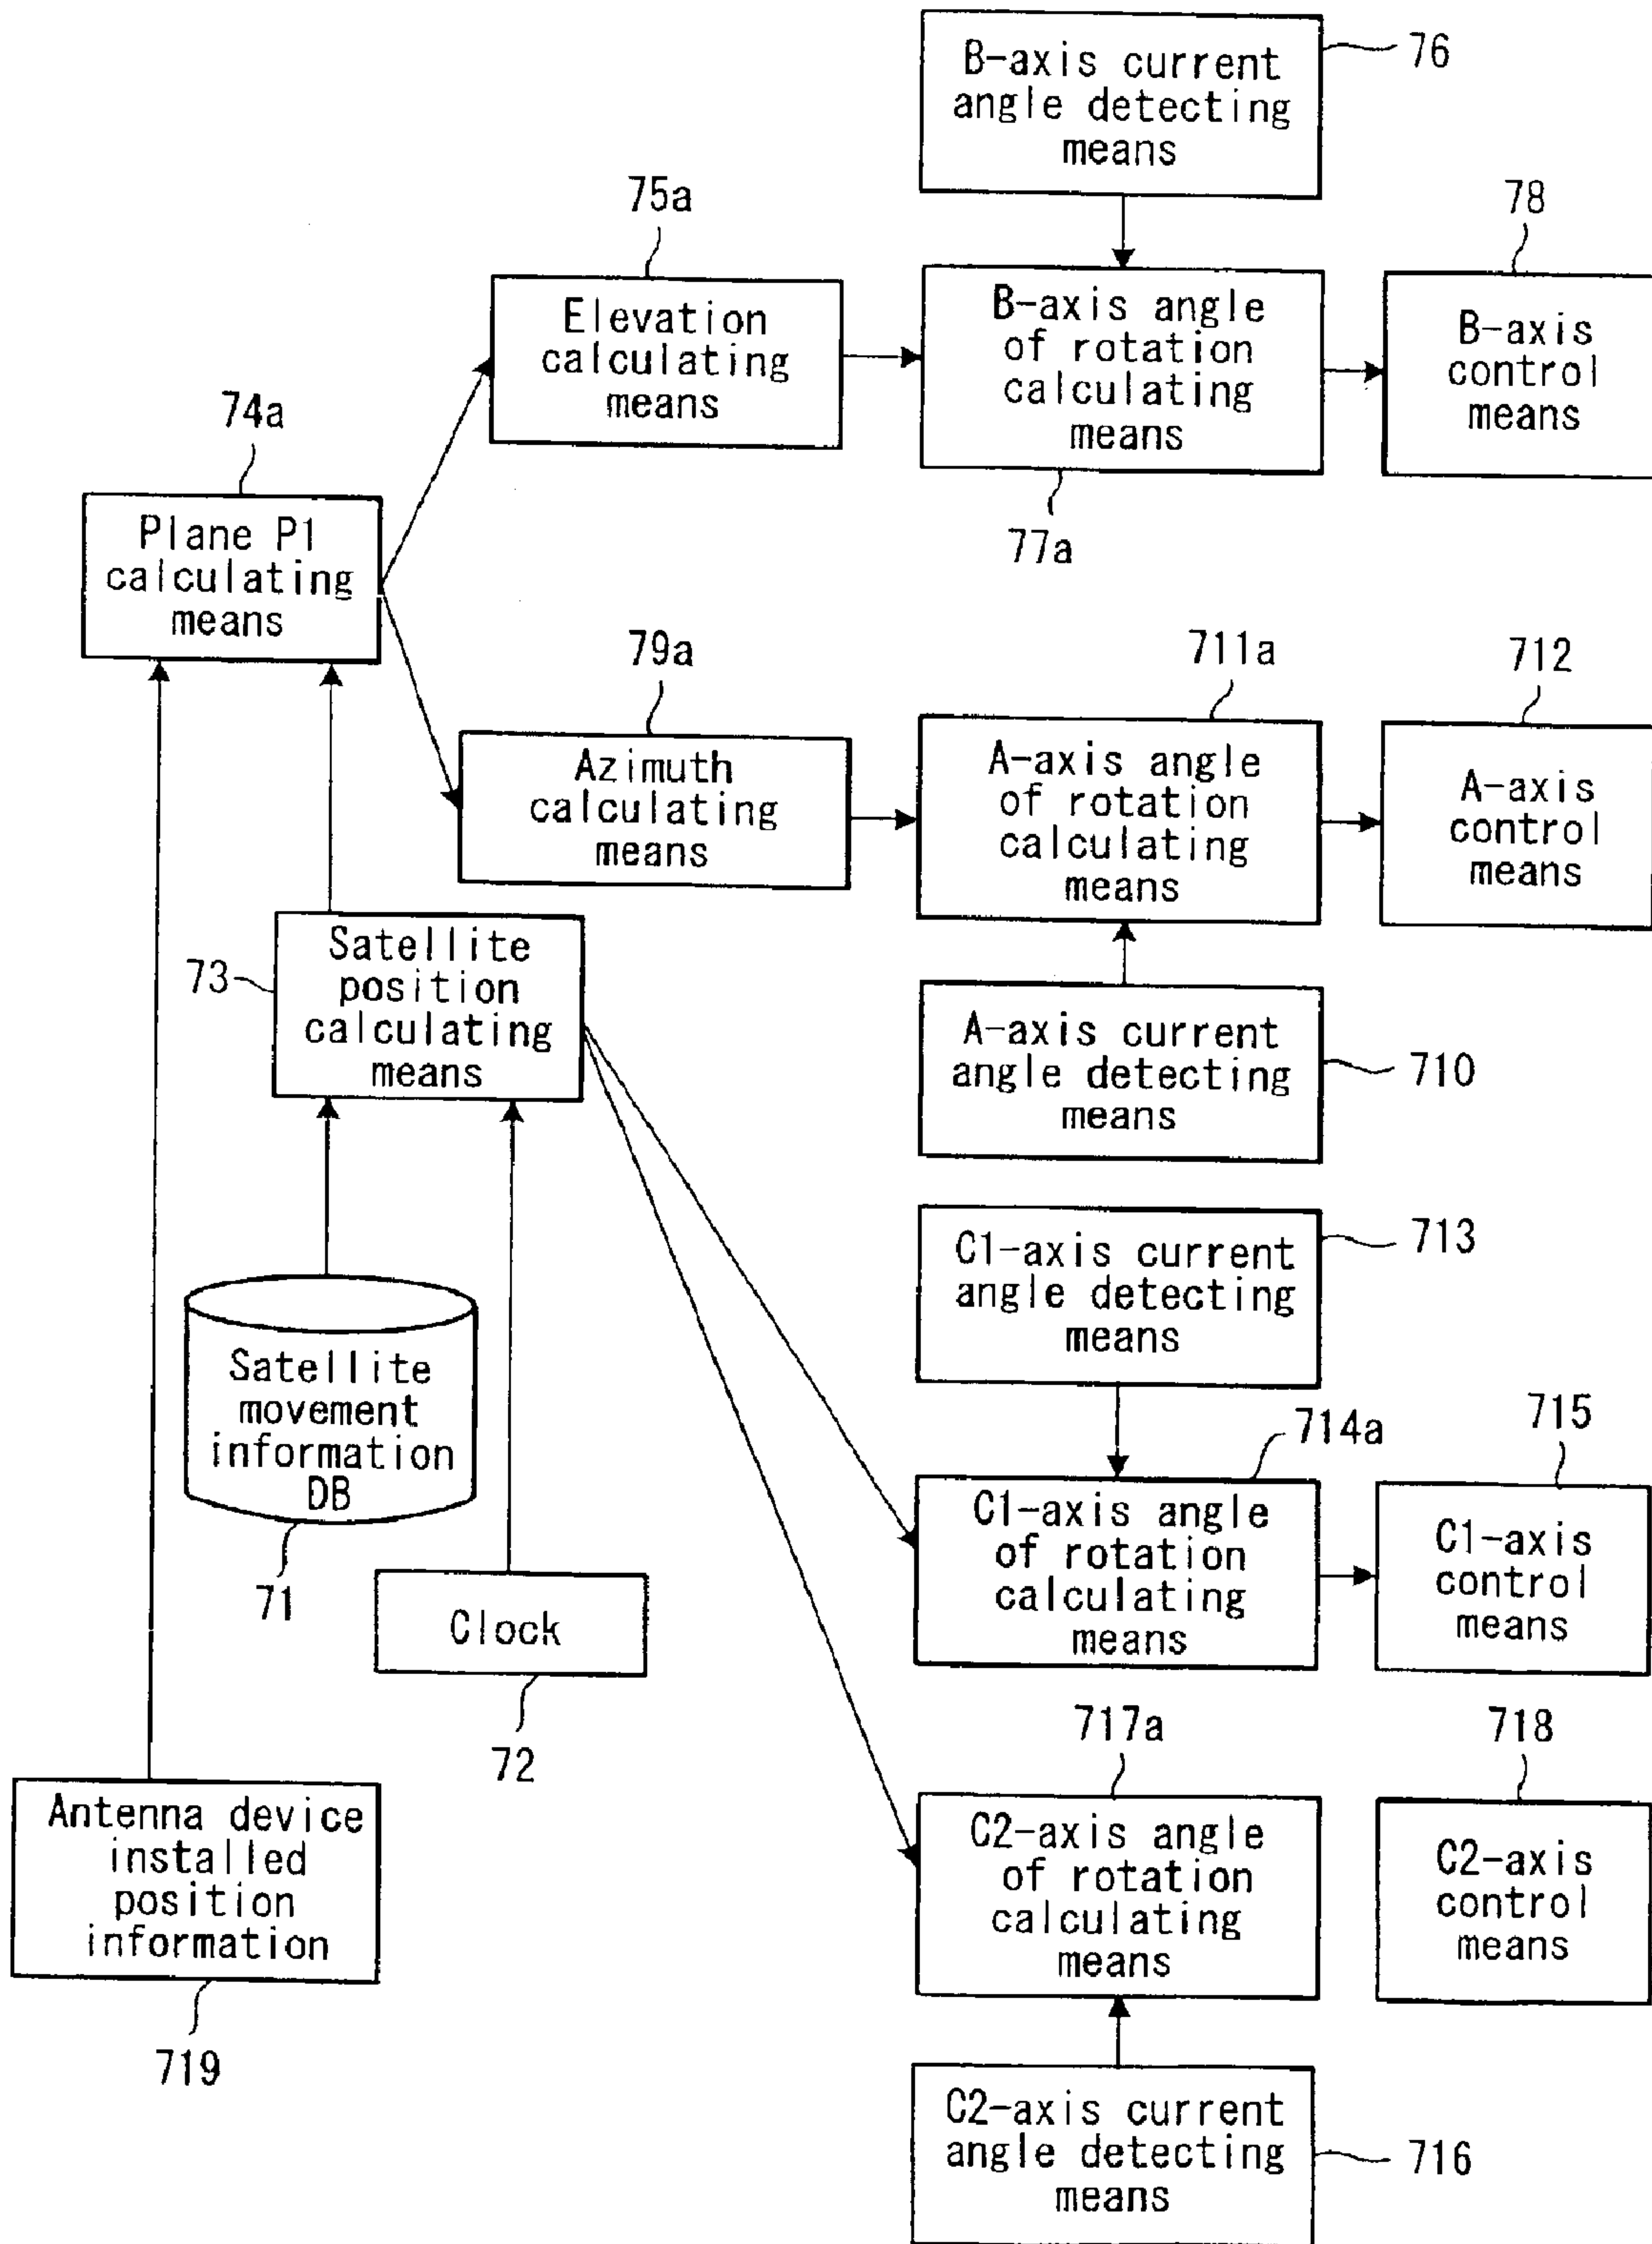 B-axis current
angle detecting
means
76
75a
78
Elevation
calculating
means
B-axis angle
of rotation
calculating
means
B-axis
control
means
74a
77a
Plane P1
calculating
means
79a
711a
712
Azimuth
calculating
means
A-axis angle
of rotation
calculating
means
A-axis
control
means
73
Satellite
position
calculating
means
A-axis current
angle detecting
means
710
C1-axis current
angle detecting
means
713
Satellite
movement
information
DB
71
714a
715
C1-axis angle
of rotation
calculating
means
C1-axis
control
means
Clock
72
717a
718
Antenna device
installed
position
information
719
C2-axis angle
of rotation
calculating
means
C2-axis
control
means
C2-axis current
angle detecting
means
716